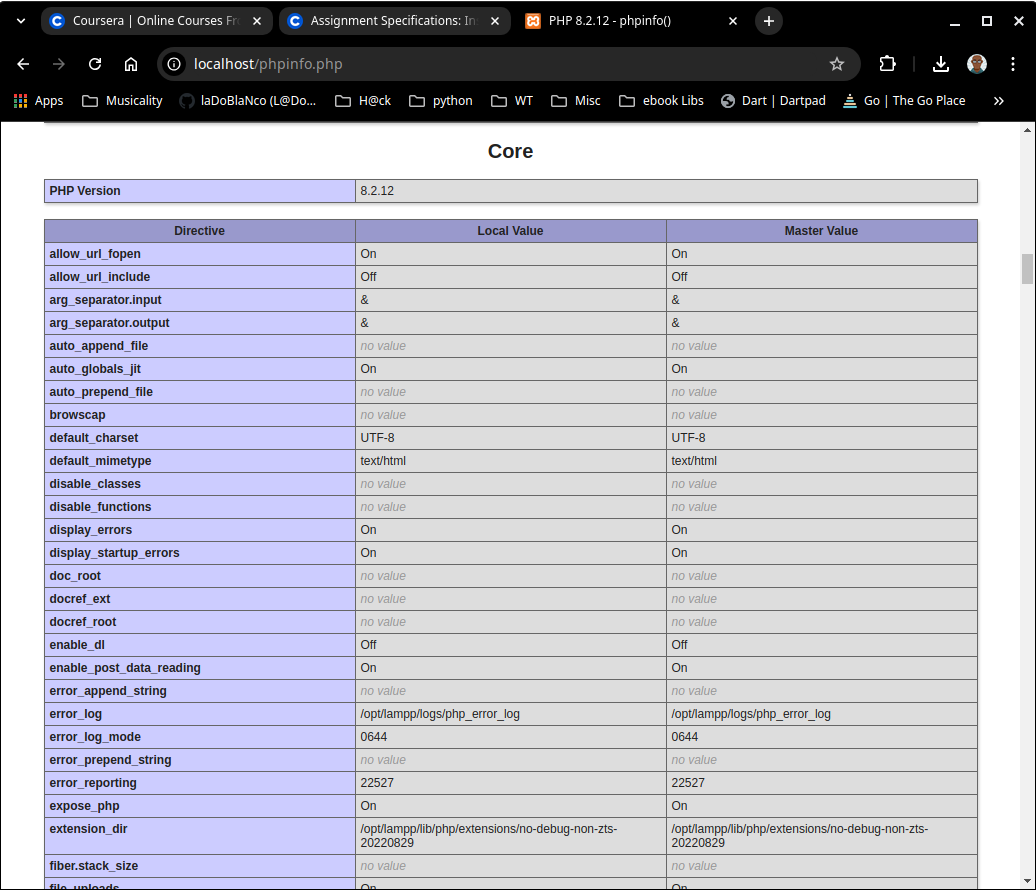 Coursera | Online Courses Fr
Assignment Specifications: In
PHP 8.2.12 - phpinfo()
localhost/phpinfo.php
Apps
Musicality
laDoBlaNco (L@Do...
H@ck
python
WT
Misc
ebook Libs
Dart | Dartpad
Go | The Go Place
Core
PHP Version 8.2.12
Directive Local Value Master Value
allow_url_fopen On On
allow_url_include Off Off
arg_separator.input & &
arg_separator.output & &
auto_append_file no value no value
auto_globals_jit On On
auto_prepend_file no value no value
browscap no value no value
default_charset UTF-8 UTF-8
default_mimetype text/html text/html
disable_classes no value no value
disable_functions no value no value
display_errors On On
display_startup_errors On On
doc_root no value no value
docref_ext no value no value
docref_root no value no value
enable_dl Off Off
enable_post_data_reading On On
error_append_string no value no value
error_log /opt/lampp/logs/php_error_log /opt/lampp/logs/php_error_log
error_log_mode 0644 0644
error_prepend_string no value no value
error_reporting 22527 22527
expose_php On On
extension_dir /opt/lampp/lib/php/extensions/no-debug-non-zts- /opt/lampp/lib/php/extensions/no-debug-non-zts-
20220829 20220829
fiber.stack_size no value no value
file_uploads On On